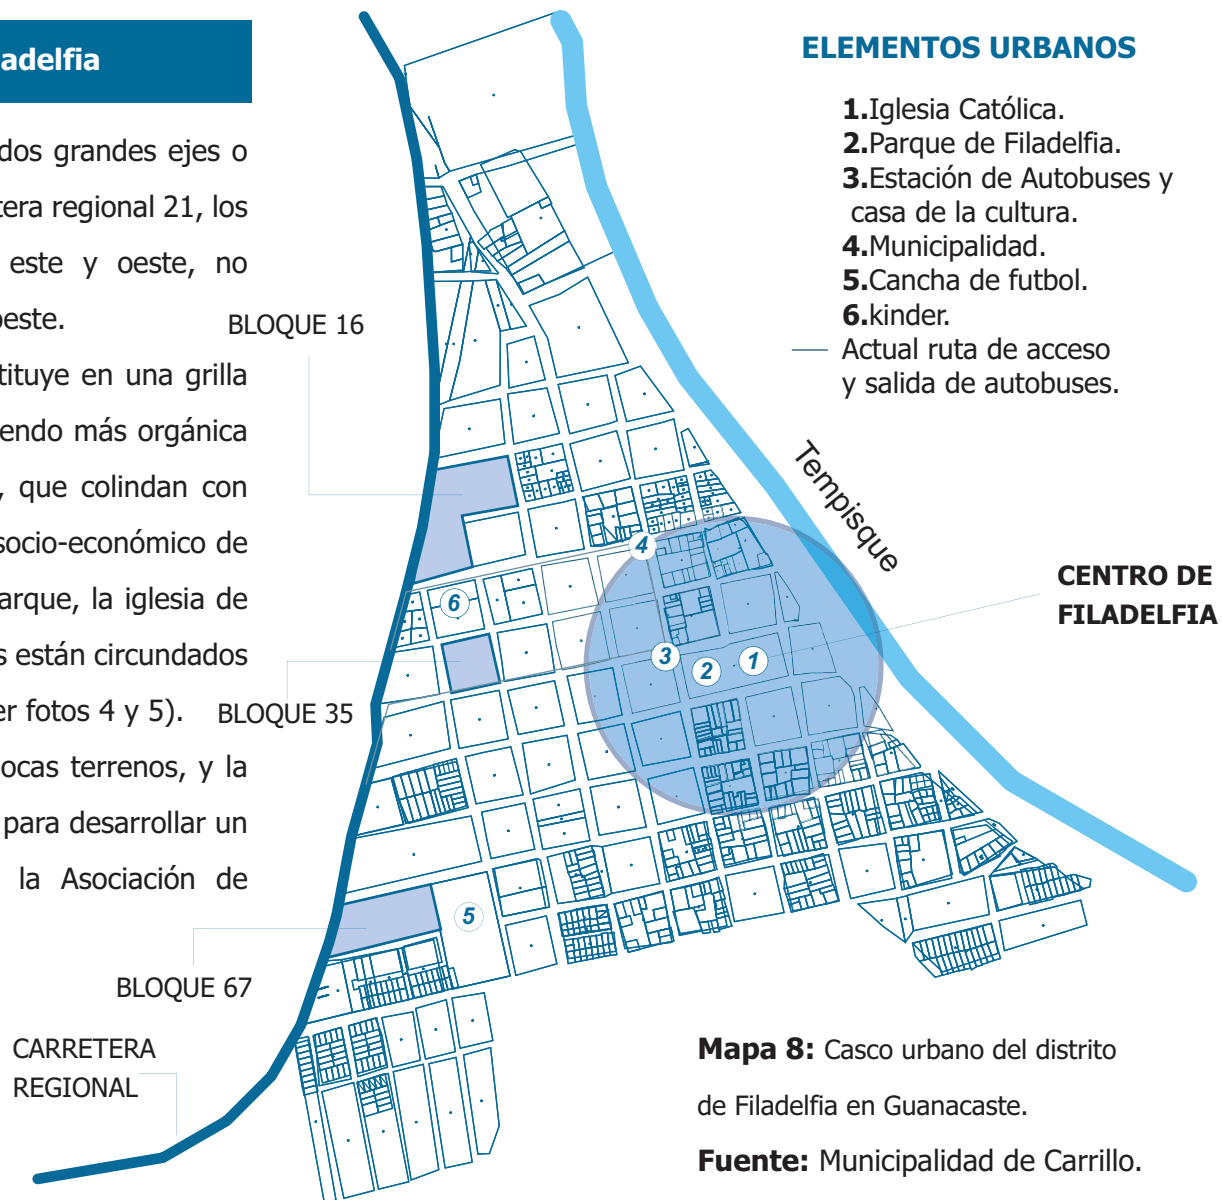 adelfia
dos grandes ejes o
tera regional 21, los
este y oeste, no
oeste.
tituye en una grilla
endo más orgánica
, que colindan con
socio-económico de
arque, la iglesia de
s están circundados
er fotos 4 y 5).
ocas terrenos, y la
para desarrollar un
la Asociación de
ELEMENTOS URBANOS
1.Iglesia Católica.
2.Parque de Filadelfia.
3.Estación de Autobuses y
casa de la cultura.
4.Municipalidad.
5.Cancha de futbol.
6.kinder.
Actual ruta de acceso
y salida de autobuses.
BLOQUE 16
Tempisque
4
CENTRO DE
FILADELFIA
6
3
2
1
BLOQUE 35
5
BLOQUE 67
CARRETERA
REGIONAL
Mapa 8: Casco urbano del distrito
de Filadelfia en Guanacaste.
Fuente: Municipalidad de Carrillo.